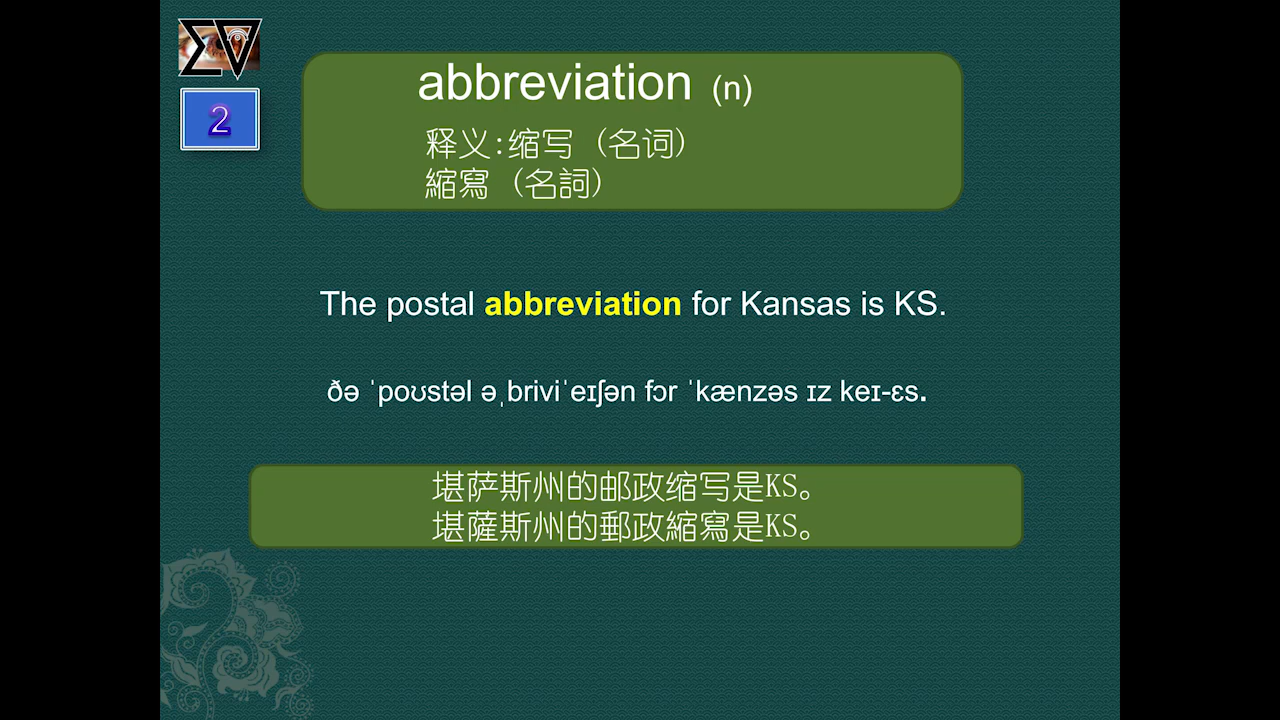 ΣV
2
abbreviation (n)
释义:缩写 (名词)
縮寫 (名詞)
The postal abbreviation for Kansas is KS.
ðə ˈpoʊstəl əˌbriviˈeɪʃən fɔr ˈkænzəs ɪz keɪ-ɛs.
堪萨斯州的邮政缩写是KS。
堪薩斯州的郵政縮寫是KS。